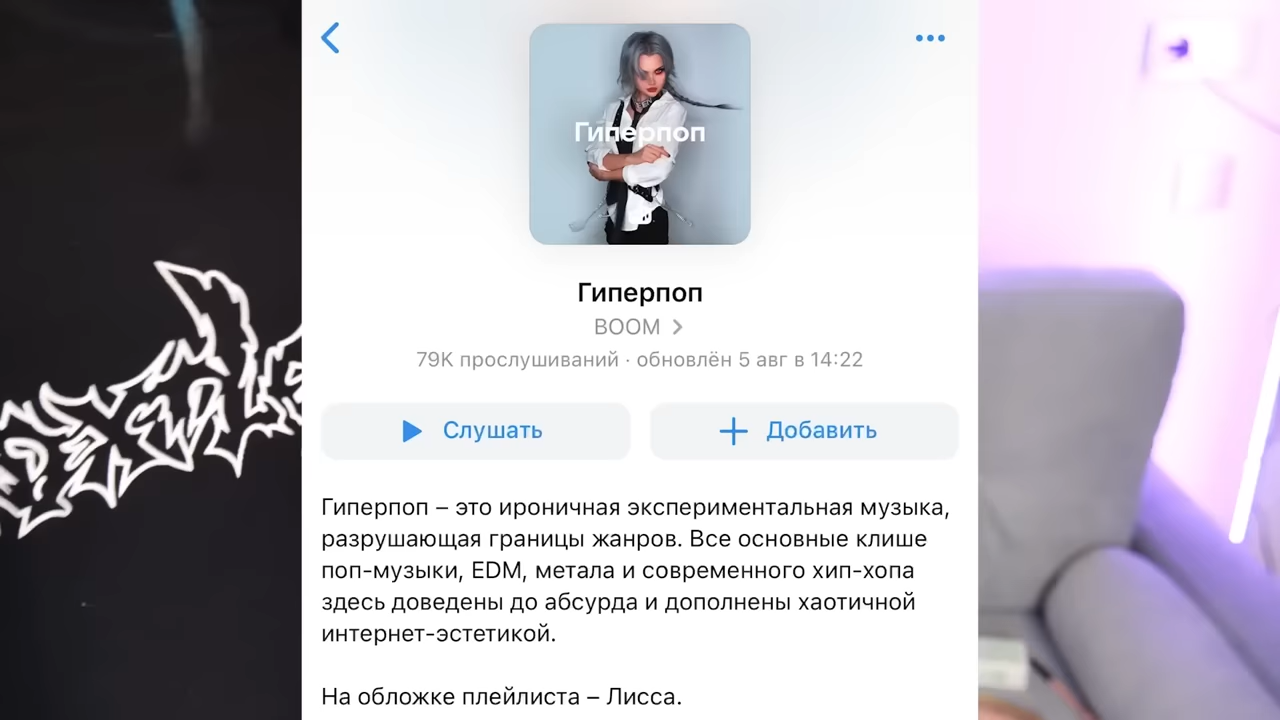 Гиперпоп
Гиперпоп
BOOM
79K прослушиваний · обновлён 5 авг в 14:22
Слушать
Добавить
Гиперпоп – это ироничная экспериментальная музыка,
разрушающая границы жанров. Все основные клише
поп-музыки, EDM, метала и современного хип-хопа
здесь доведены до абсурда и дополнены хаотичной
интернет-эстетикой.
На обложке плейлиста – Лисса.